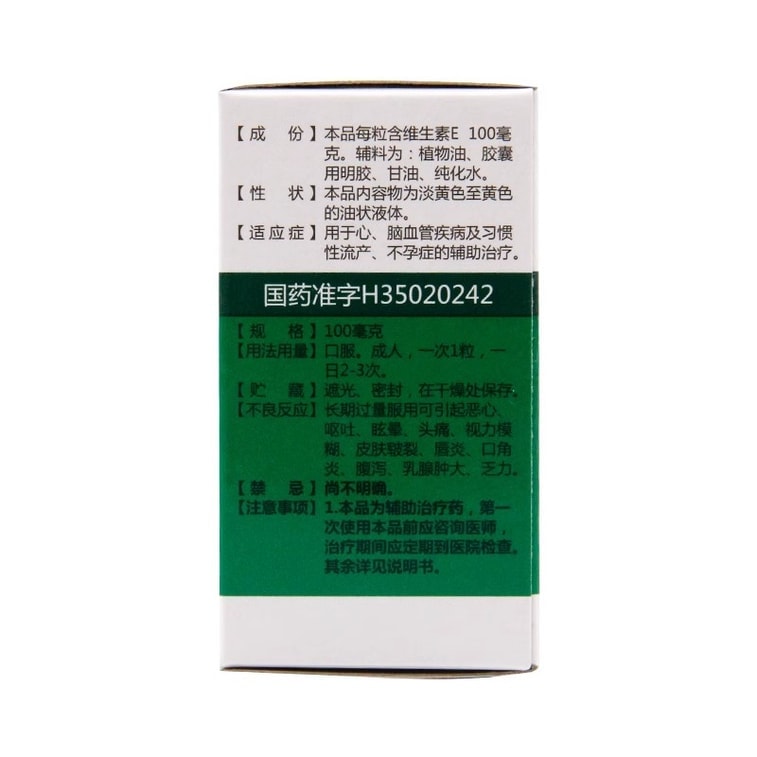 【成 份】本品每粒含维生素E 100毫
克。辅料为：植物油、胶囊
用明胶、甘油、纯化水。
【性 状】本品内容物为淡黄色至黄色
的油状液体。
【适应症】用于心、脑血管疾病及习惯
性流产、不孕症的辅助治疗。
国药准字H35020242
【规 格】100毫克
【用法用量】口服。成人，一次1粒，一
日2-3次。
【贮 藏】遮光、密封，在干燥处保存。
【不良反应】长期过量服用可引起恶心、
呕吐、眩晕、头痛、视力模
糊、皮肤皲裂、唇炎、口角
炎、腹泻、乳腺肿大、乏力。
【禁 忌】尚不明确。
【注意事项】1.本品为辅助治疗药，第一
次使用本品前应咨询医师，
治疗期间应定期到医院检查。
其余详见说明书。